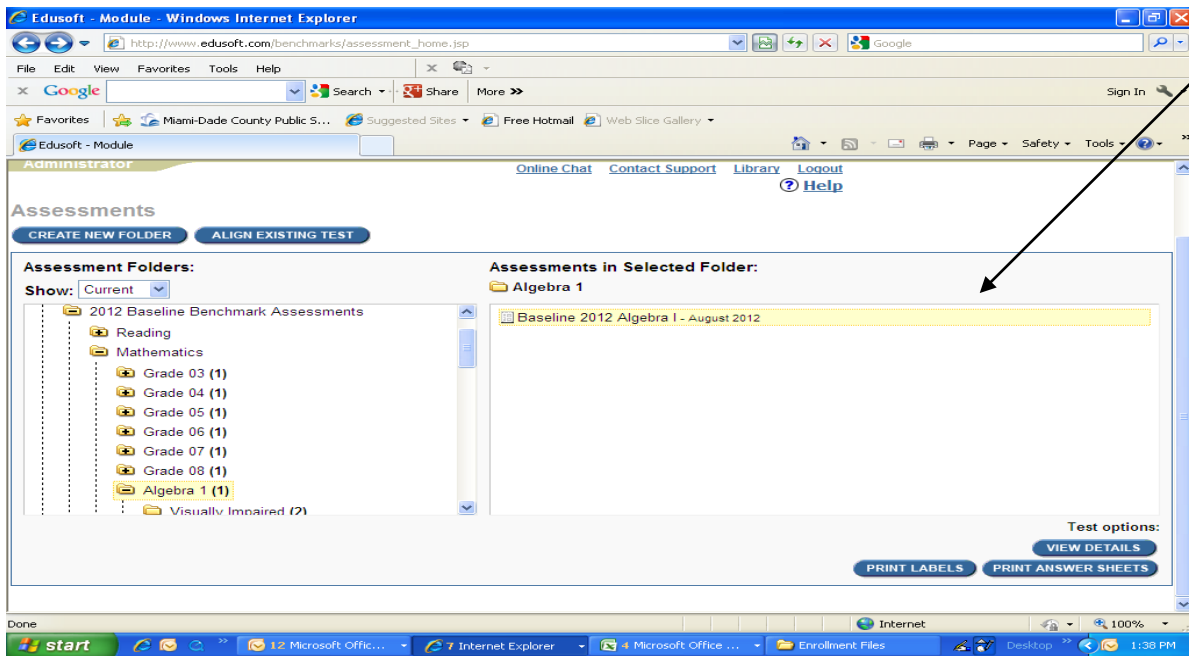 Edusoft - Module - Windows Internet Explorer
http://www.edusoft.com/benchmarks/assessment_home.jsp
Google
File Edit View Favorites Tools Help
Google Search Share More Sign In
Favorites Miami-Dade County Public S... Suggested Sites Free Hotmail Web Slice Gallery
Edusoft - Module Page Safety Tools
Administrator
Online Chat Contact Support Library Logout
? Help
Assessments
CREATE NEW FOLDER ALIGN EXISTING TEST
Assessment Folders: Assessments in Selected Folder:
Show: Current Algebra 1
2012 Baseline Benchmark Assessments Baseline 2012 Algebra I - August 2012
Reading
Mathematics
Grade 03 (1)
Grade 04 (1)
Grade 05 (1)
Grade 06 (1)
Grade 07 (1)
Grade 08 (1)
Algebra 1 (1)
Visually Impaired (2)
Test options:
VIEW DETAILS
PRINT LABELS PRINT ANSWER SHEETS
Done Internet 100%
start 12 Microsoft Offic... 7 Internet Explorer 4 Microsoft Office ... Enrollment Files Desktop 1:38 PM